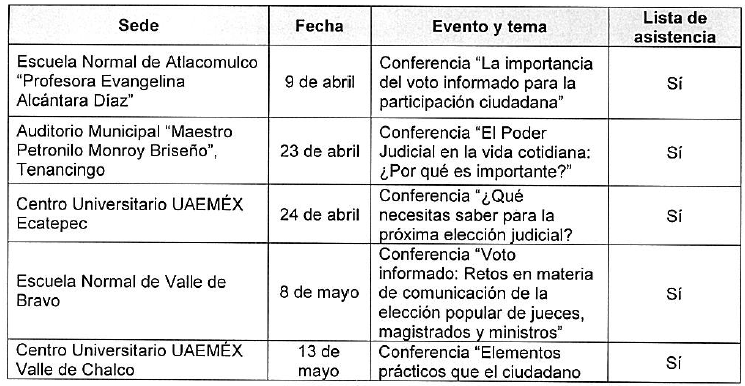 Sede Fecha Evento y tema Lista de
asistencia
Escuela Normal de Atlacomulco
"Profesora Evangelina
Alcántara Díaz"
9 de abril
Conferencia "La importancia
del voto informado para la
participación ciudadana"
Sí
Auditorio Municipal "Maestro
Petronilo Monroy Briseño",
Tenancingo
23 de abril
Conferencia "El Poder
Judicial en la vida cotidiana:
¿Por qué es importante?"
Sí
Centro Universitario UAEMÉX
Ecatepec
24 de abril
Conferencia "¿Qué
necesitas saber para la
próxima elección judicial?
Sí
Escuela Normal de Valle de
Bravo
8 de mayo
Conferencia "Voto
informado: Retos en materia
de comunicación de la
elección popular de jueces,
magistrados y ministros"
Sí
Centro Universitario UAEMÉX
Valle de Chalco
13 de
mayo
Conferencia "Elementos
prácticos que el ciudadano
Sí